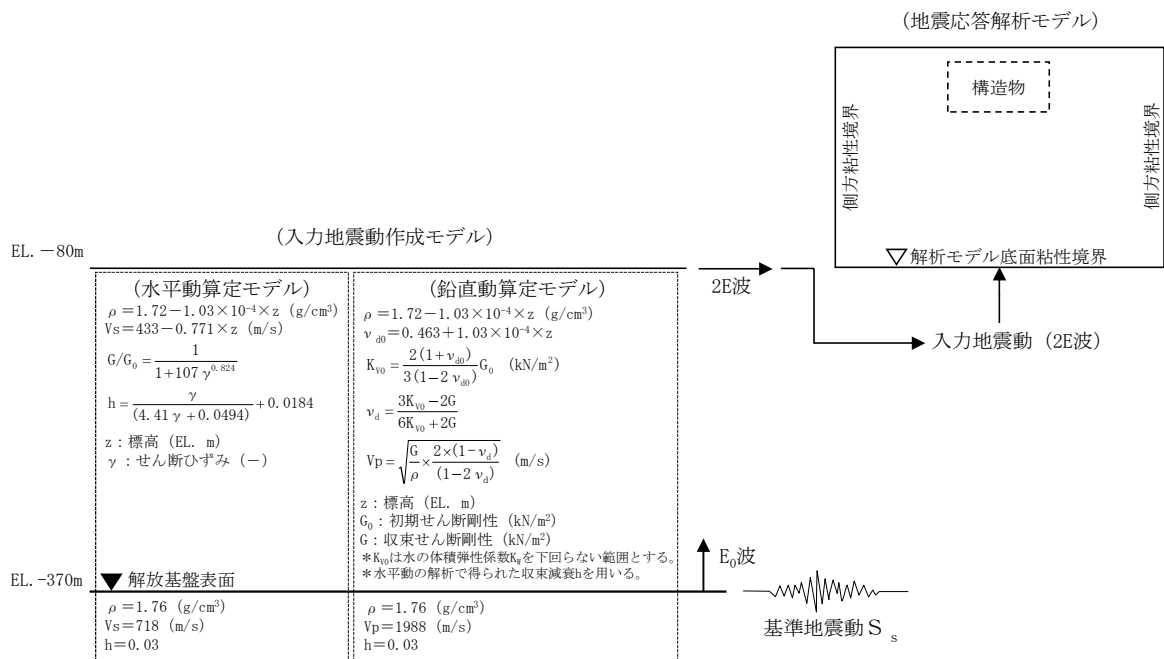 (地震応答解析モデル)
構造物
側方粘性境界
側方粘性境界
解析モデル底面粘性境界
(入力地震動作成モデル)
EL. －80m
2E波
入力地震動 (2E波)
(水平動算定モデル)
ρ＝1.72－1.03×10⁻⁴×z (g/cm³)
Vs＝433－0.771×z (m/s)
G/G₀ = 1 / (1+107 γ^0.824)
h = γ / (4.41 γ +0.0494) + 0.0184
z：標高 (EL. m)
γ：せん断ひずみ (－)
(鉛直動算定モデル)
ρ＝1.72－1.03×10⁻⁴×z (g/cm³)
ν_d0＝0.463＋1.03×10⁻⁴×z
K_V0 = 2(1+ν_d0) / 3(1-2 ν_d0) G₀ (kN/m²)
ν_d = (3K_V0 -2G) / (6K_V0 +2G)
Vp = √(G/ρ × 2×(1-ν_d) / (1-2 ν_d)) (m/s)
z：標高 (EL. m)
G₀：初期せん断剛性 (kN/m²)
G：収束せん断剛性 (kN/m²)
＊K_V0は水の体積弾性係数K_Wを下回らない範囲とする。
＊水平動の解析で得られた収束減衰hを用いる。
E₀波
EL.-370m
解放基盤表面
ρ＝1.76 (g/cm³)
Vs＝718 (m/s)
h＝0.03
ρ＝1.76 (g/cm³)
Vp＝1988 (m/s)
h＝0.03
基準地震動Ｓs